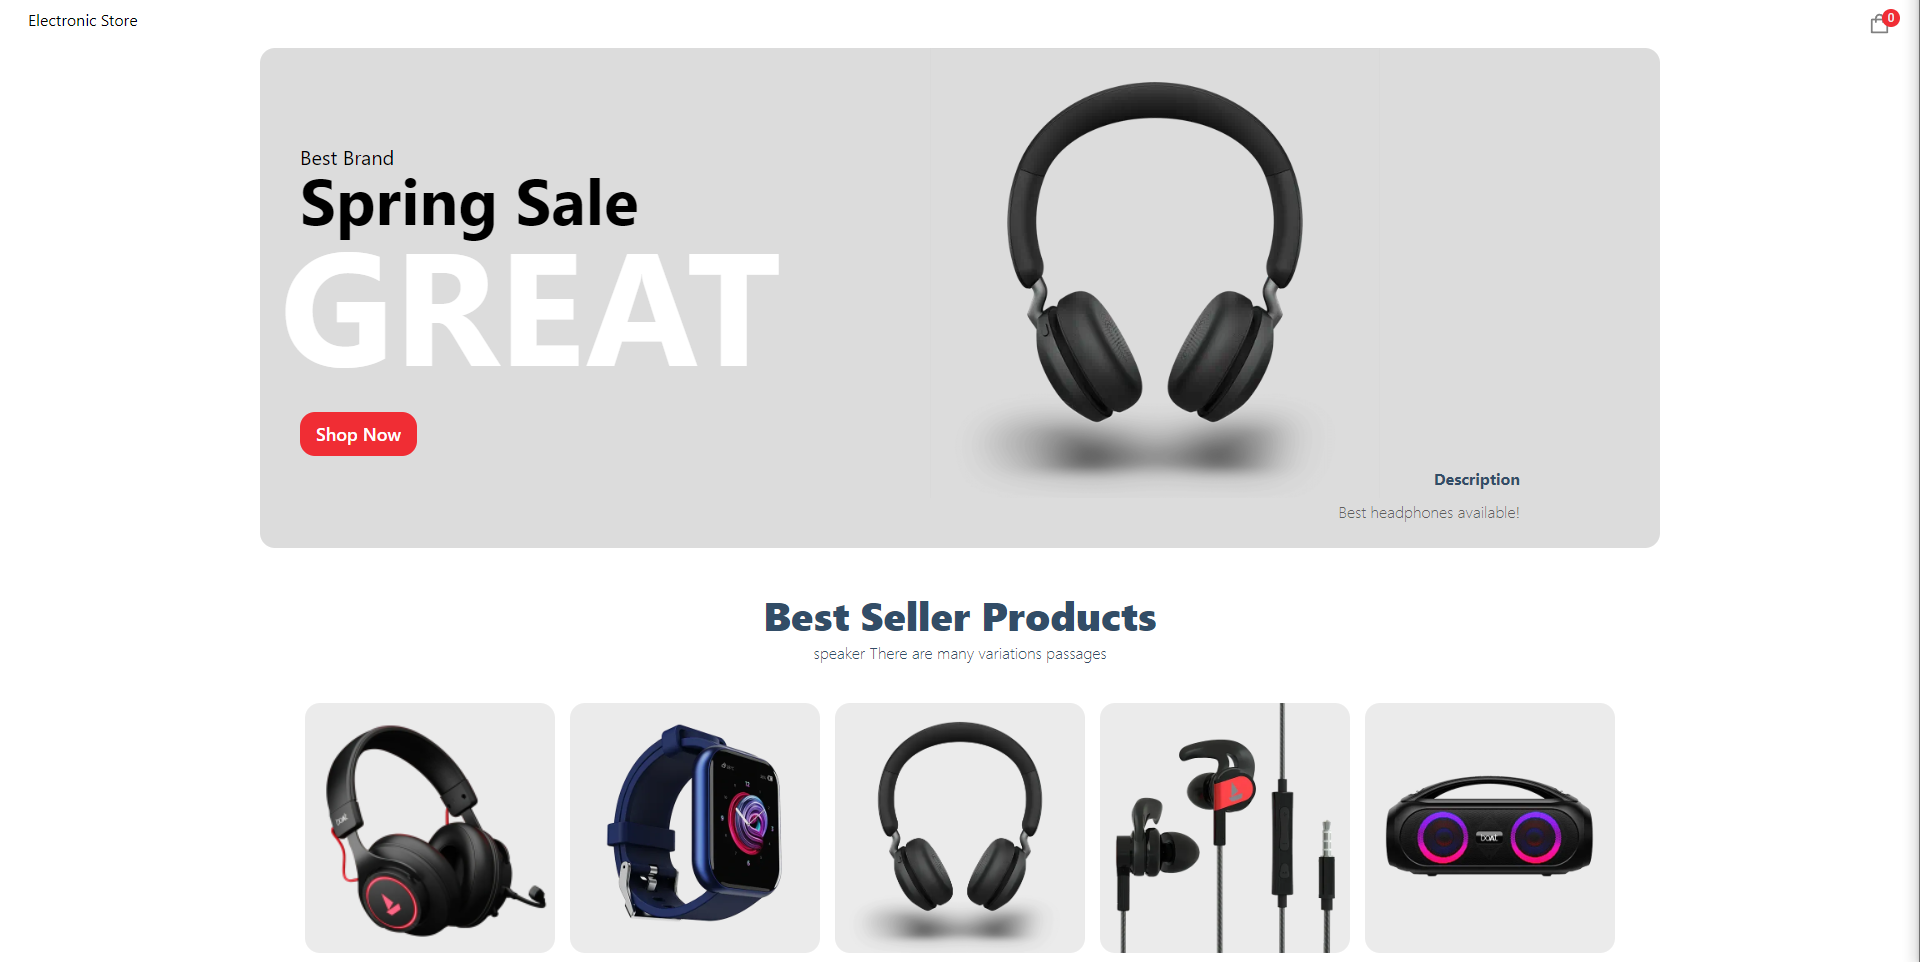 Electronic Store
0
Best Brand
Spring Sale
GREAT
Shop Now
Description
Best headphones available!
Best Seller Products
speaker There are many variations passages